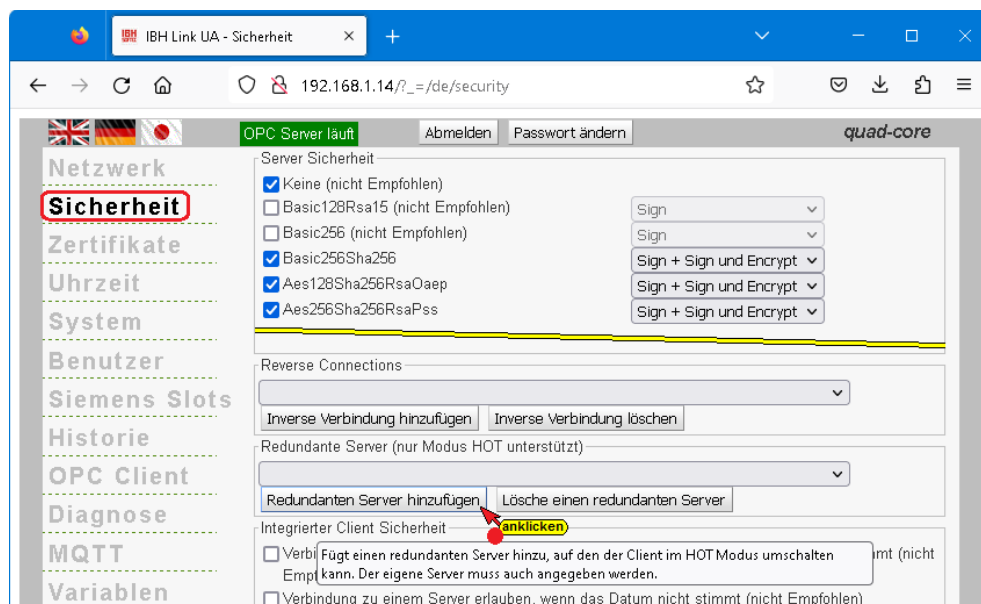 IBH SOFTEC IBH Link UA - Sicherheit
192.168.1.14/?_=/de/security
OPC Server läuft Abmelden Passwort ändern quad-core
Netzwerk
Sicherheit
Zertifikate
Uhrzeit
System
Benutzer
Siemens Slots
Historie
OPC Client
Diagnose
MQTT
Variablen
Server Sicherheit
Keine (nicht Empfohlen)
Basic128Rsa15 (nicht Empfohlen) Sign
Basic256 (nicht Empfohlen) Sign
Basic256Sha256 Sign + Sign und Encrypt
Aes128Sha256RsaOaep Sign + Sign und Encrypt
Aes256Sha256RsaPss Sign + Sign und Encrypt
Reverse Connections
Inverse Verbindung hinzufügen Inverse Verbindung löschen
Redundante Server (nur Modus HOT unterstützt)
Redundanten Server hinzufügen Lösche einen redundanten Server
anklicken
Integrierter Client Sicherheit
Fügt einen redundanten Server hinzu, auf den der Client im HOT Modus umschalten
kann. Der eigene Server muss auch angegeben werden.
(nicht
Verbindung zu einem Server erlauben, wenn das Datum nicht stimmt (nicht Empfohlen)